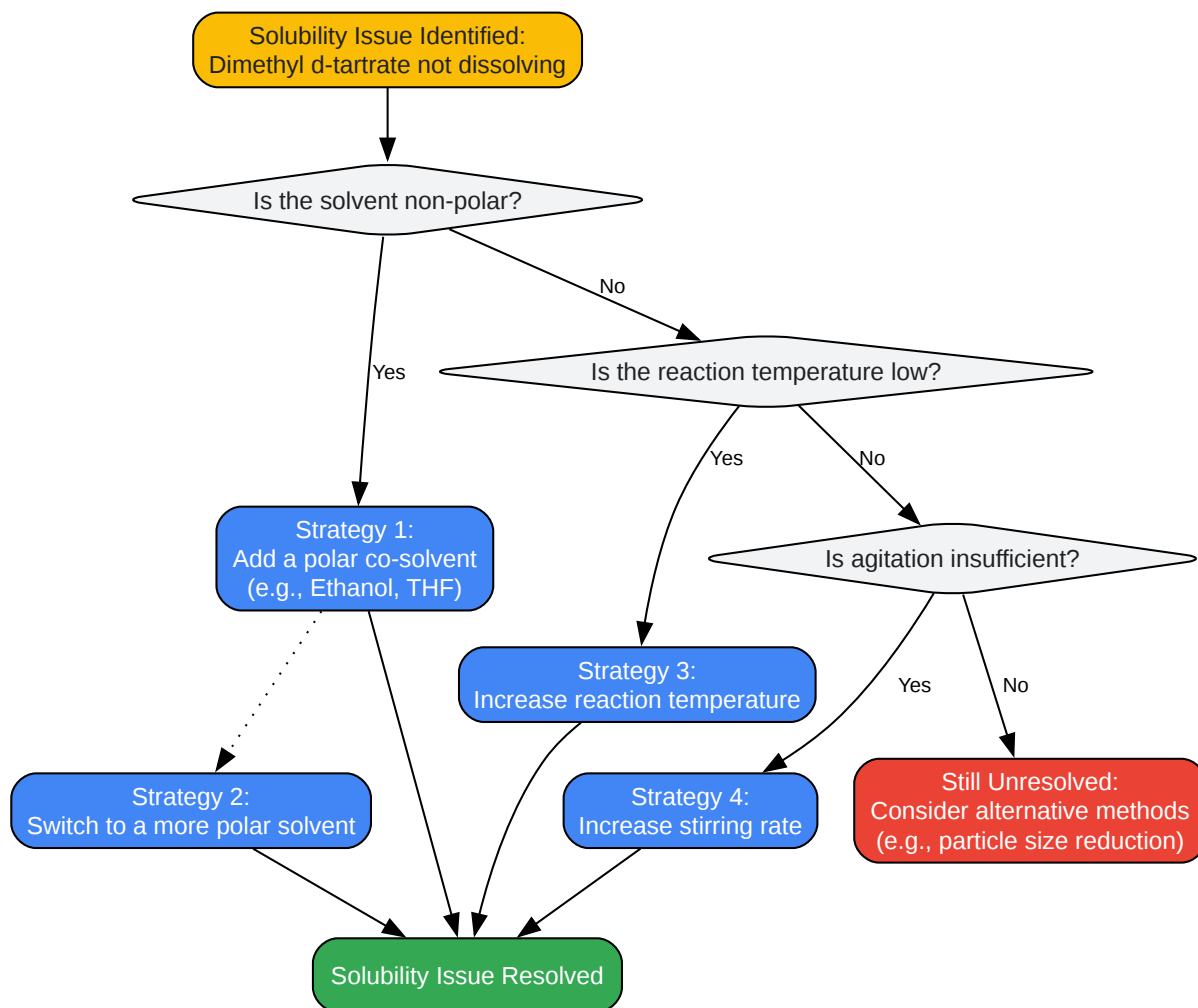 Solubility Issue Identified:
Dimethyl d-tartrate not dissolving
Is the solvent non-polar?
No
Yes
Is the reaction temperature low?
Yes
No
Strategy 1:
Add a polar co-solvent
(e.g., Ethanol, THF)
Is agitation insufficient?
Strategy 3:
Increase reaction temperature
Yes
No
Strategy 2:
Switch to a more polar solvent
Strategy 4:
Increase stirring rate
Still Unresolved:
Consider alternative methods
(e.g., particle size reduction)
Solubility Issue Resolved